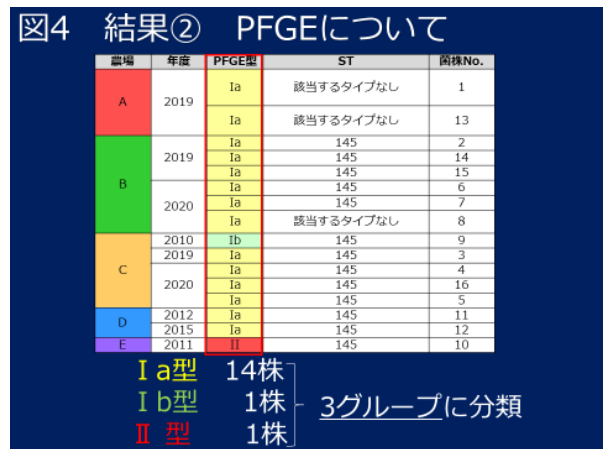 図4 結果② PFGEについて
農場 年度 PFGE型 ST 菌株No.
A 2019 Ia 該当するタイプなし 1
Ia 該当するタイプなし 13
B 2019 Ia 145 2
Ia 145 14
Ia 145 15
2020 Ia 145 6
Ia 145 7
Ia 該当するタイプなし 8
C 2010 Ib 145 9
2019 Ia 145 3
2020 Ia 145 4
Ia 145 16
Ia 145 5
D 2012 Ia 145 11
2015 Ia 145 12
E 2011 II 145 10
Ⅰa型 14株
Ⅰb型 1株 3グループに分類
Ⅱ 型 1株